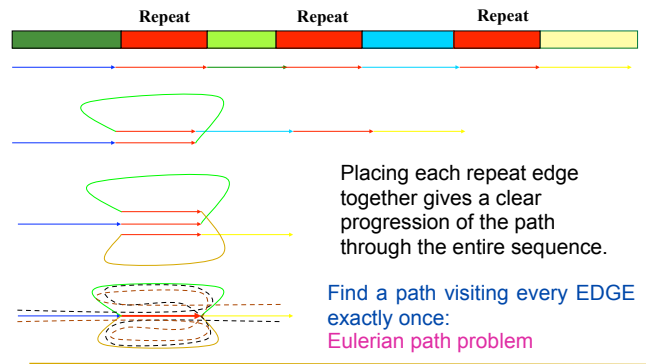 Repeat Repeat Repeat
Placing each repeat edge
together gives a clear
progression of the path
through the entire sequence.
Find a path visiting every EDGE
exactly once:
Eulerian path problem